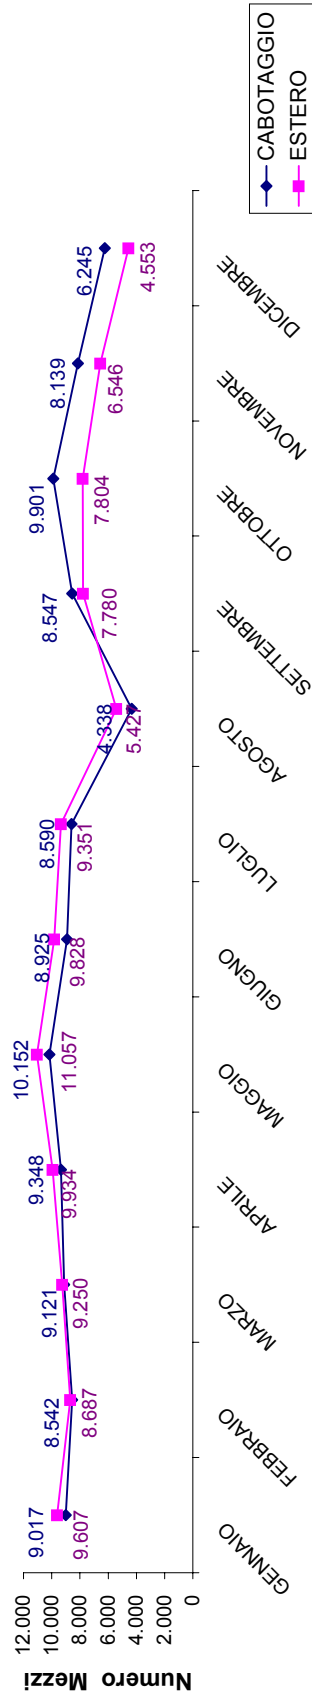 Numero Mezzi
12.000
10.000
8.000
6.000
4.000
2.000
0
9.017
8.542
9.121
9.348
10.152
8.925
8.590
4.338
8.547
9.901
8.139
6.245
9.607
8.687
9.250
9.934
11.057
9.828
9.351
5.427
7.780
7.804
6.546
4.553
GENNAIO
FEBBRAIO
MARZO
APRILE
MAGGIO
GIUGNO
LUGLIO
AGOSTO
SETTEMBRE
OTTOBRE
NOVEMBRE
DICEMBRE
CABOTAGGIO
ESTERO